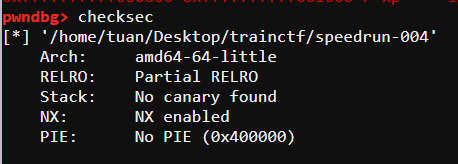 pwndbg> checksec
[*] '/home/tuan/Desktop/trainctf/speedrun-004'
Arch: amd64-64-little
RELRO: Partial RELRO
Stack: No canary found
NX: NX enabled
PIE: No PIE (0x400000)